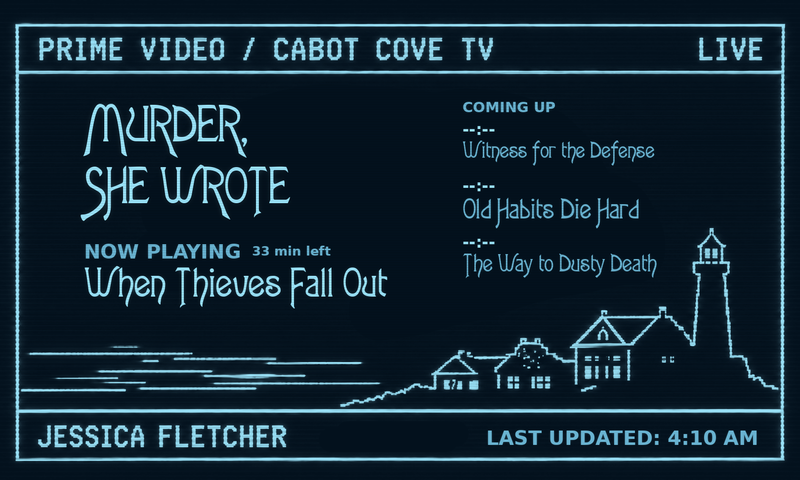 PRIME VIDEO / CABOT COVE TV
LIVE
MURDER,
SHE WROTE
NOW PLAYING 33 min left
When Thieves Fall Out
COMING UP
--:--
Witness for the Defense
--:--
Old Habits Die Hard
--:--
The Way to Dusty Death
JESSICA FLETCHER
LAST UPDATED: 4:10 AM